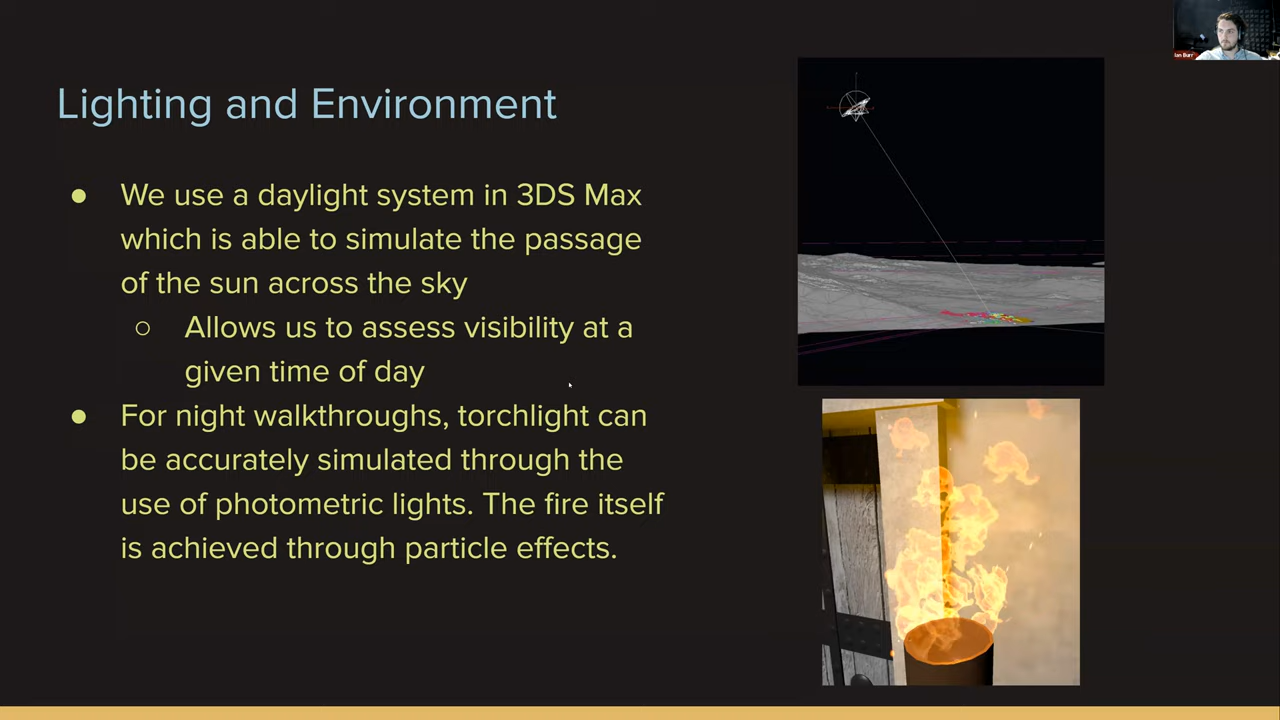 Lighting and Environment
● We use a daylight system in 3DS Max
which is able to simulate the passage
of the sun across the sky
○ Allows us to assess visibility at a
given time of day
● For night walkthroughs, torchlight can
be accurately simulated through the
use of photometric lights. The fire itself
is achieved through particle effects.